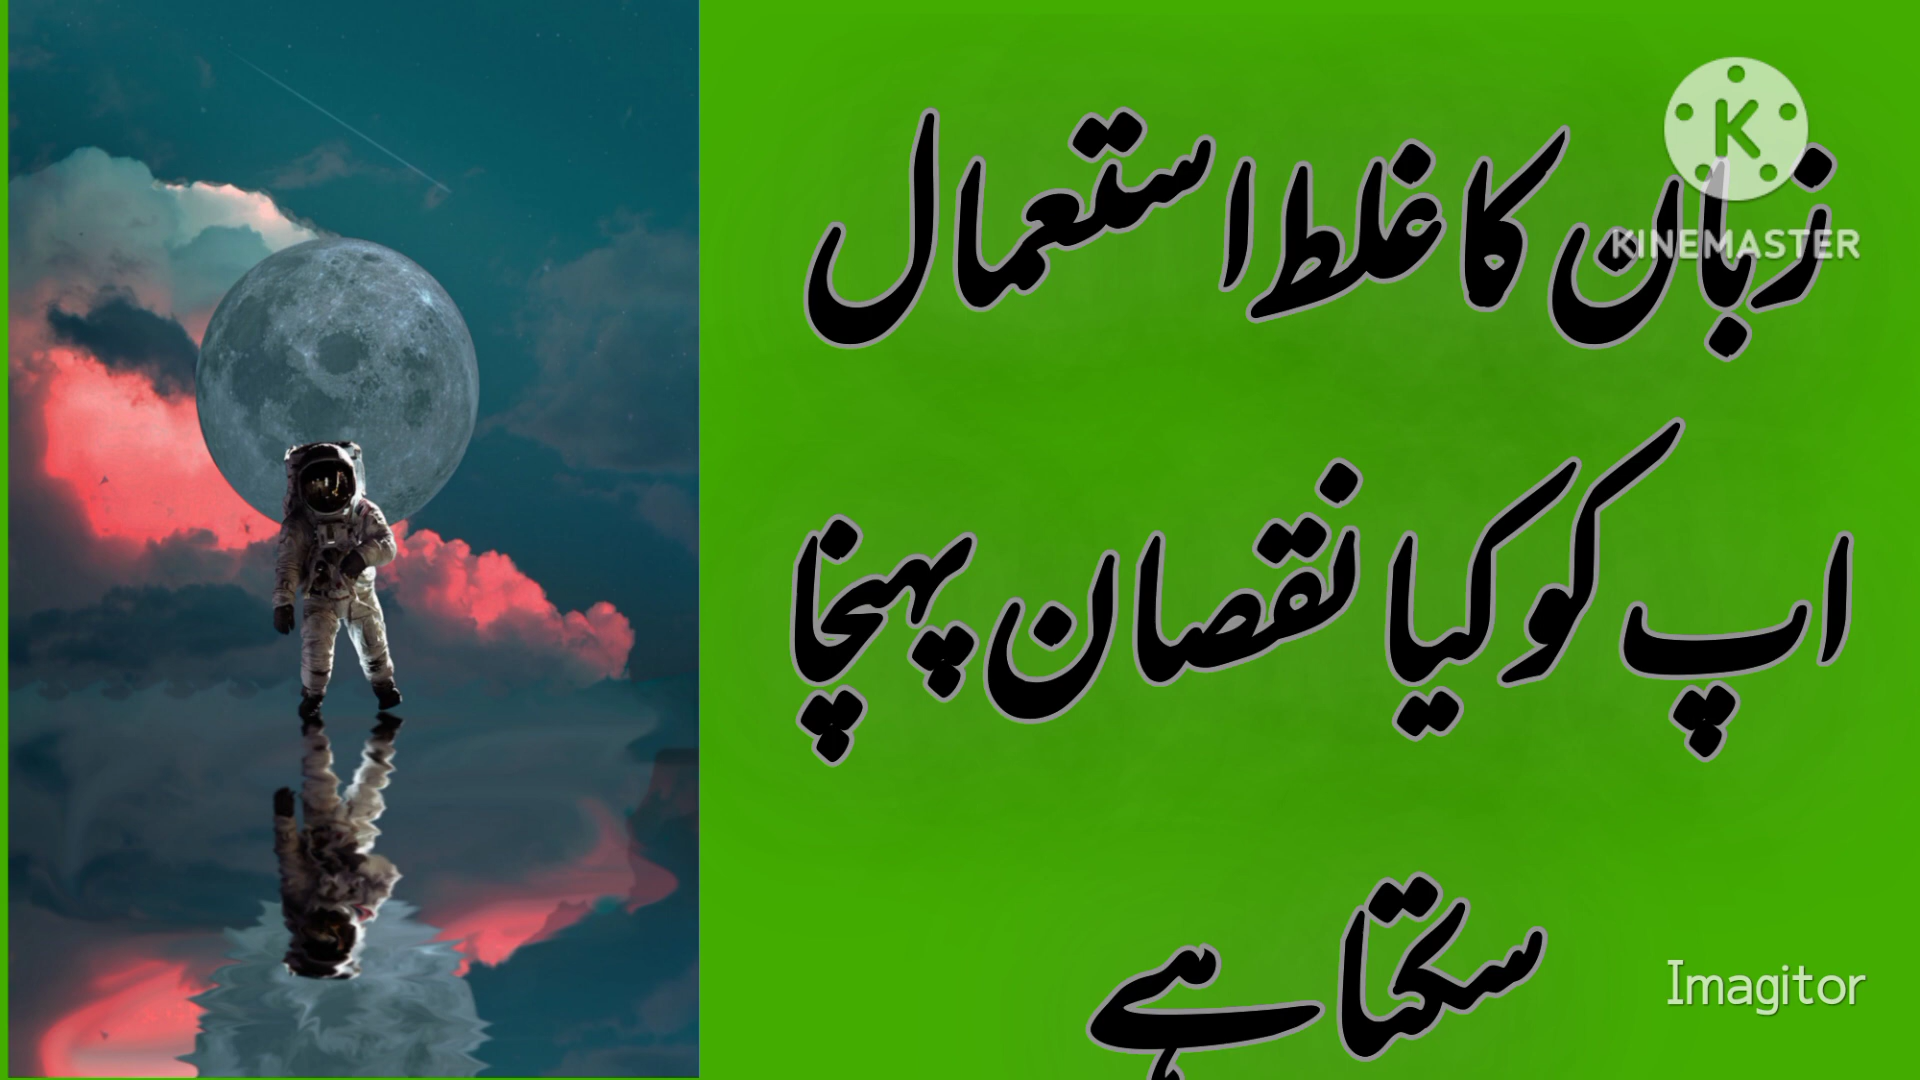 زبان کا غلط استعمال
KINEMASTER
اپ کو کیا نقصان پہنچا
سکتا ہے
Imagitor